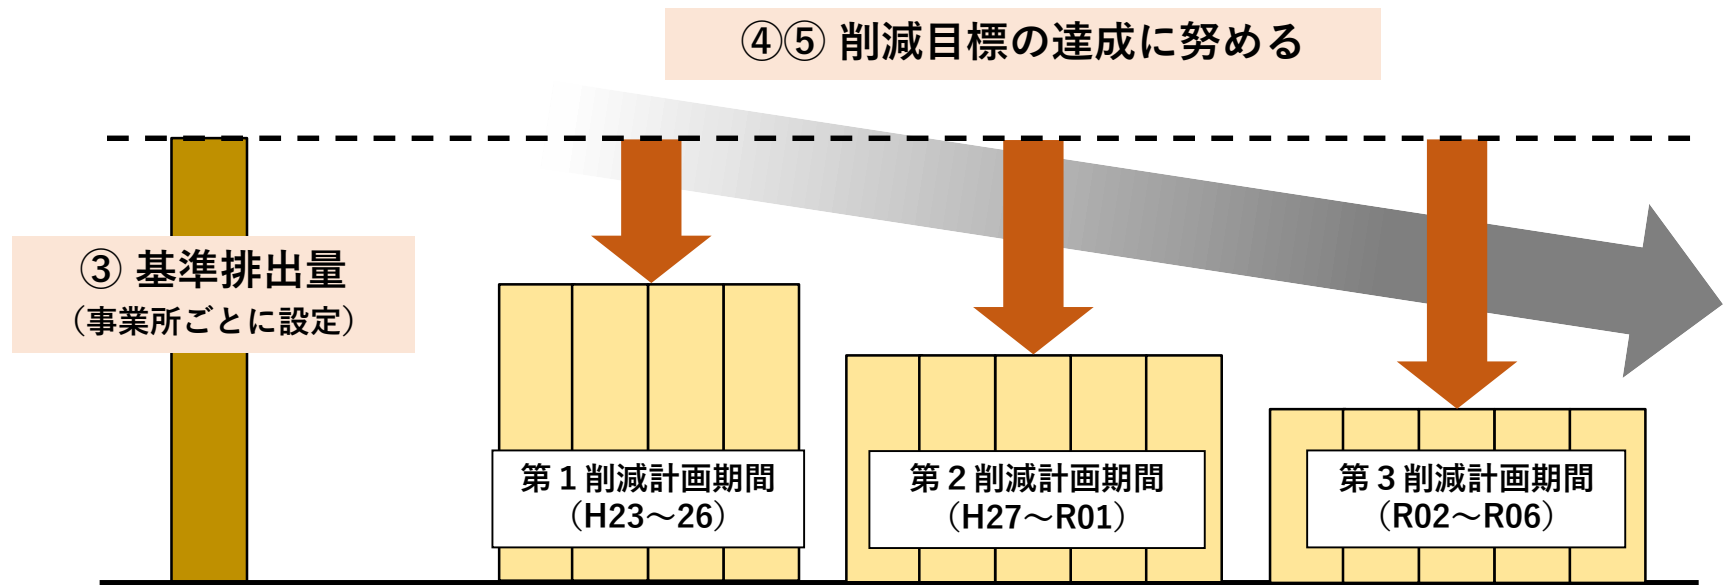 ④⑤ 削減目標の達成に努める
③ 基準排出量
（事業所ごとに設定）
第１削減計画期間
（H23～26）
第２削減計画期間
（H27～R01）
第３削減計画期間
（R02～R06）